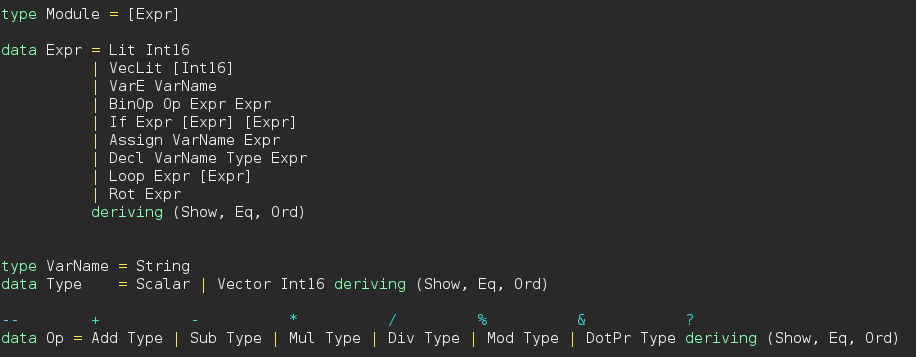 type Module = [Expr]
data Expr = Lit Int16
| VecLit [Int16]
| VarE VarName
| BinOp Op Expr Expr
| If Expr [Expr] [Expr]
| Assign VarName Expr
| Decl VarName Type Expr
| Loop Expr [Expr]
| Rot Expr
deriving (Show, Eq, Ord)
type VarName = String
data Type    = Scalar | Vector Int16 deriving (Show, Eq, Ord)
--        +          -          *          /         %          &           ?
data Op = Add Type | Sub Type | Mul Type | Div Type | Mod Type | DotPr Type deriving (Show, Eq, Ord)